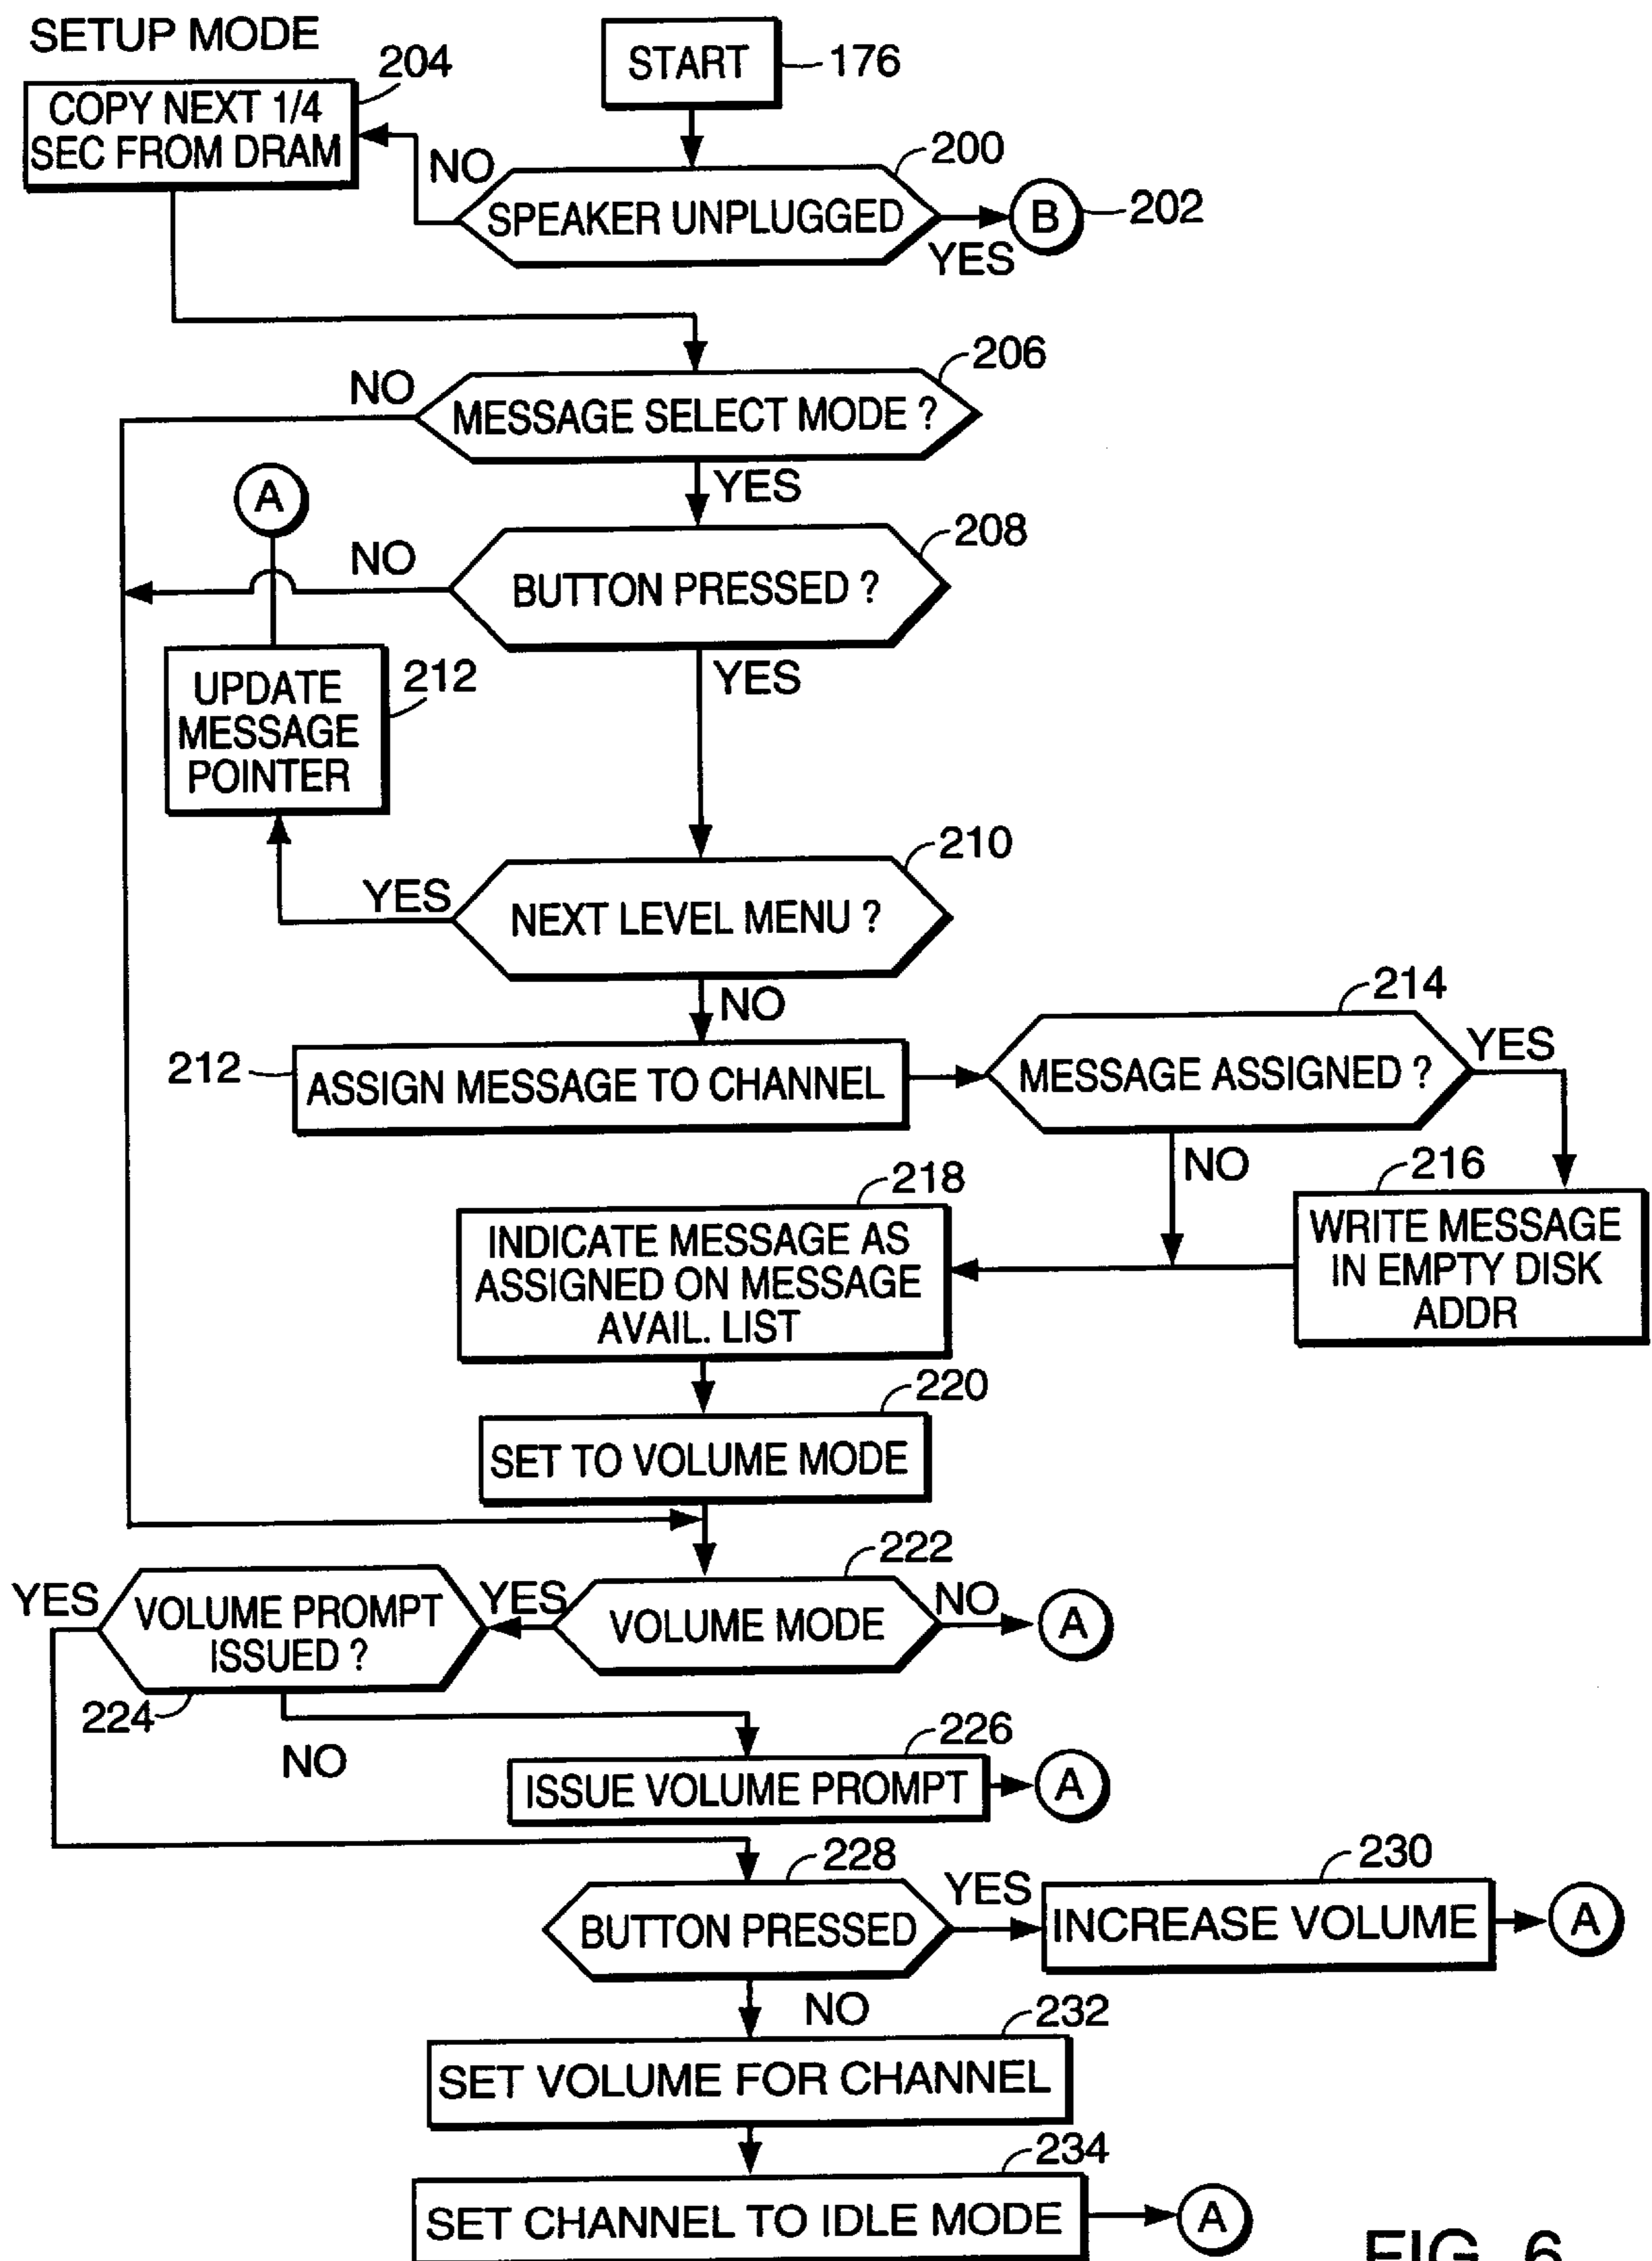 SETUP MODE
START
176
204
COPY NEXT 1/4
SEC FROM DRAM
NO
200
SPEAKER UNPLUGGED
B
202
YES
206
NO
MESSAGE SELECT MODE ?
YES
A
208
NO
BUTTON PRESSED ?
YES
UPDATE
MESSAGE
POINTER
212
210
YES
NEXT LEVEL MENU ?
NO
214
212
ASSIGN MESSAGE TO CHANNEL
MESSAGE ASSIGNED ?
YES
NO
216
WRITE MESSAGE
IN EMPTY DISK
ADDR
218
INDICATE MESSAGE AS
ASSIGNED ON MESSAGE
AVAIL. LIST
220
SET TO VOLUME MODE
222
YES
VOLUME PROMPT
ISSUED ?
YES
VOLUME MODE
NO
A
224
NO
226
ISSUE VOLUME PROMPT
A
228
BUTTON PRESSED
YES
230
INCREASE VOLUME
A
NO
232
SET VOLUME FOR CHANNEL
234
SET CHANNEL TO IDLE MODE
A
FIG. 6